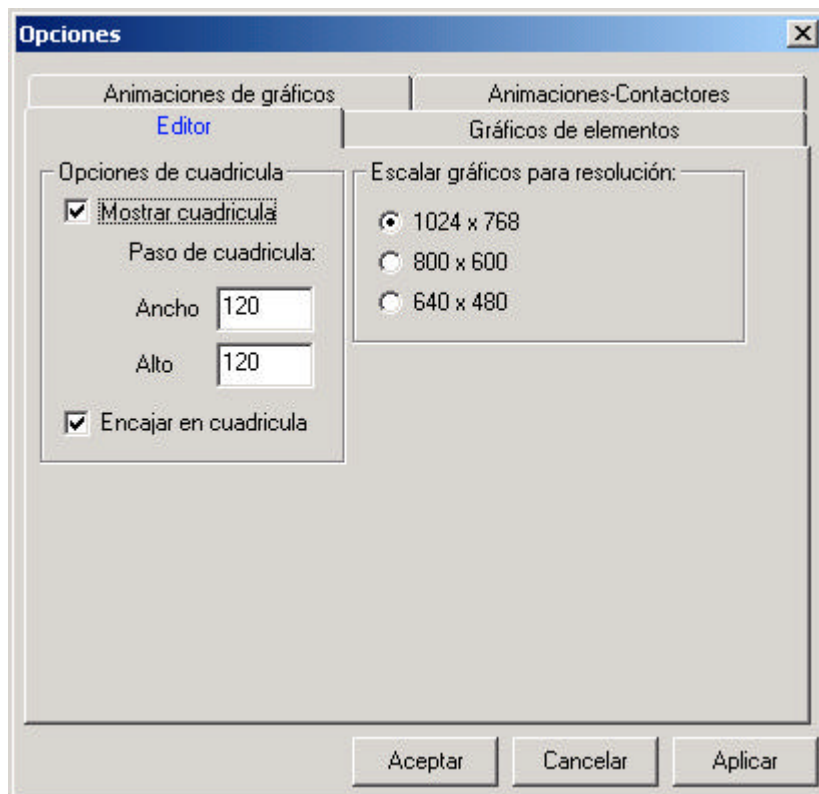 Opciones
Animaciones de gráficos
Animaciones-Contactores
Editor
Gráficos de elementos
Opciones de cuadricula
Mostrar cuadricula
Paso de cuadricula:
Ancho 120
Alto 120
Encajar en cuadricula
Escalar gráficos para resolución:
1024 x 768
800 x 600
640 x 480
Aceptar
Cancelar
Aplicar